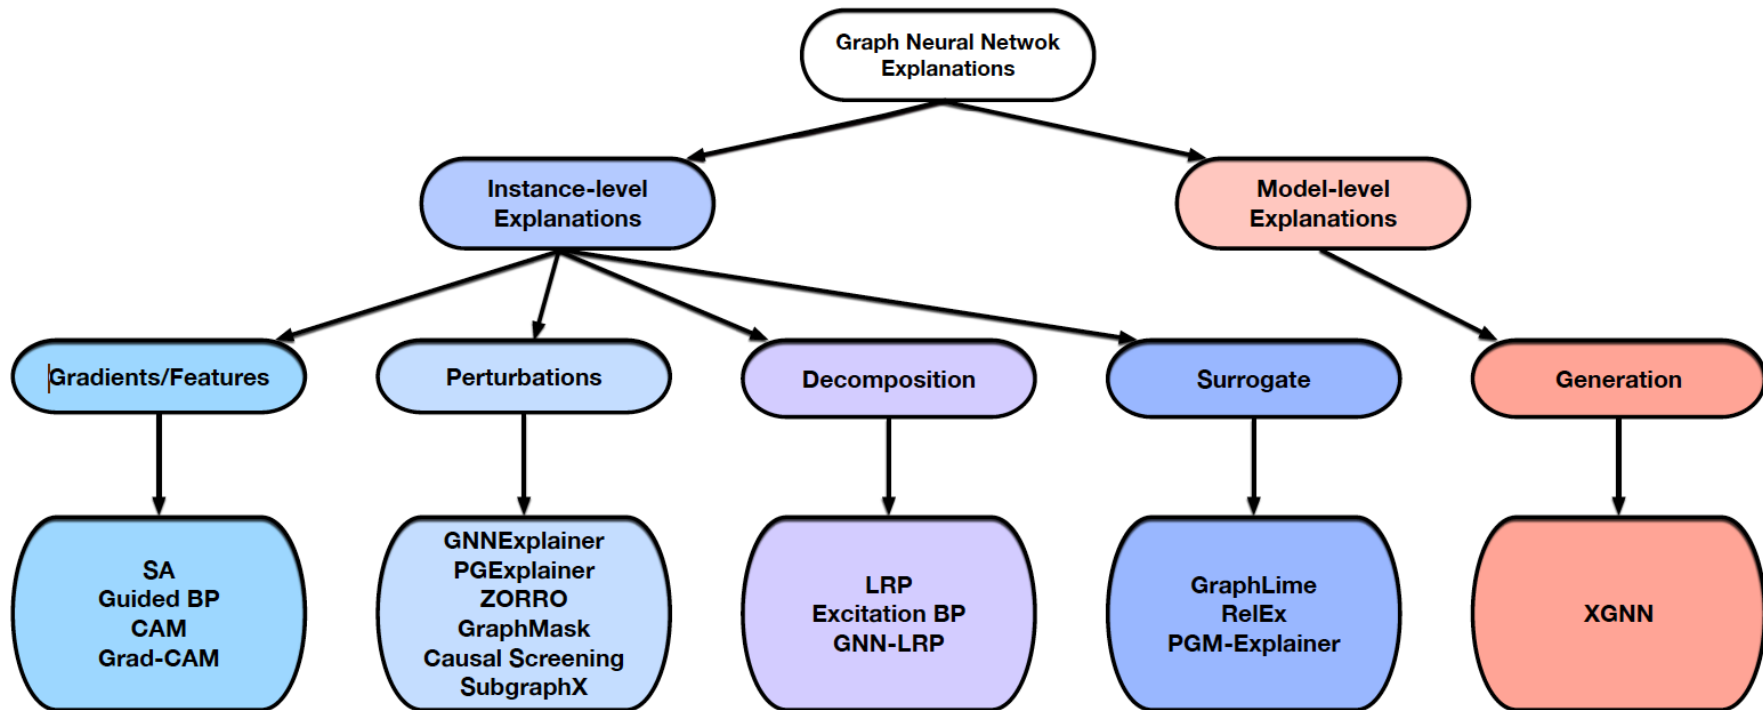 Graph Neural Netwok
Explanations
Instance-level
Explanations
Model-level
Explanations
Gradients/Features
Perturbations
Decomposition
Surrogate
Generation
SA
Guided BP
CAM
Grad-CAM
GNNExplainer
PGExplainer
ZORRO
GraphMask
Causal Screening
SubgraphX
LRP
Excitation BP
GNN-LRP
GraphLime
RelEx
PGM-Explainer
XGNN